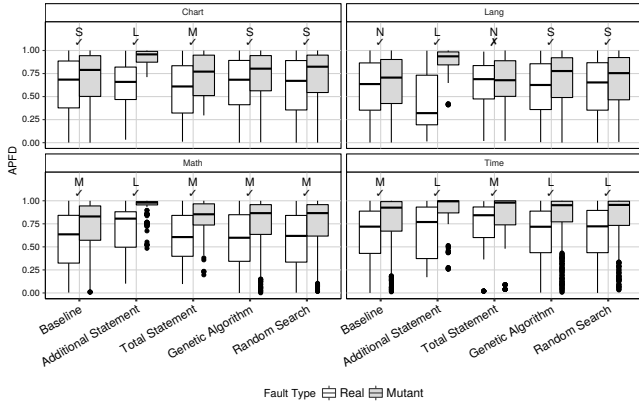 Chart
Lang
S L M S S
N L N S S
✓ ✓ ✓ ✓ ✓
✓ ✓ ✗ ✓ ✓
1.00
0.75
0.50
0.25
0.00
APFD
Math
Time
M L M M M
M L M L L
✓ ✓ ✓ ✓ ✓
✓ ✓ ✓ ✓ ✓
1.00
0.75
0.50
0.25
0.00
Baseline
Additional Statement
Total Statement
Genetic Algorithm
Random Search
Baseline
Additional Statement
Total Statement
Genetic Algorithm
Random Search
Fault Type Real Mutant